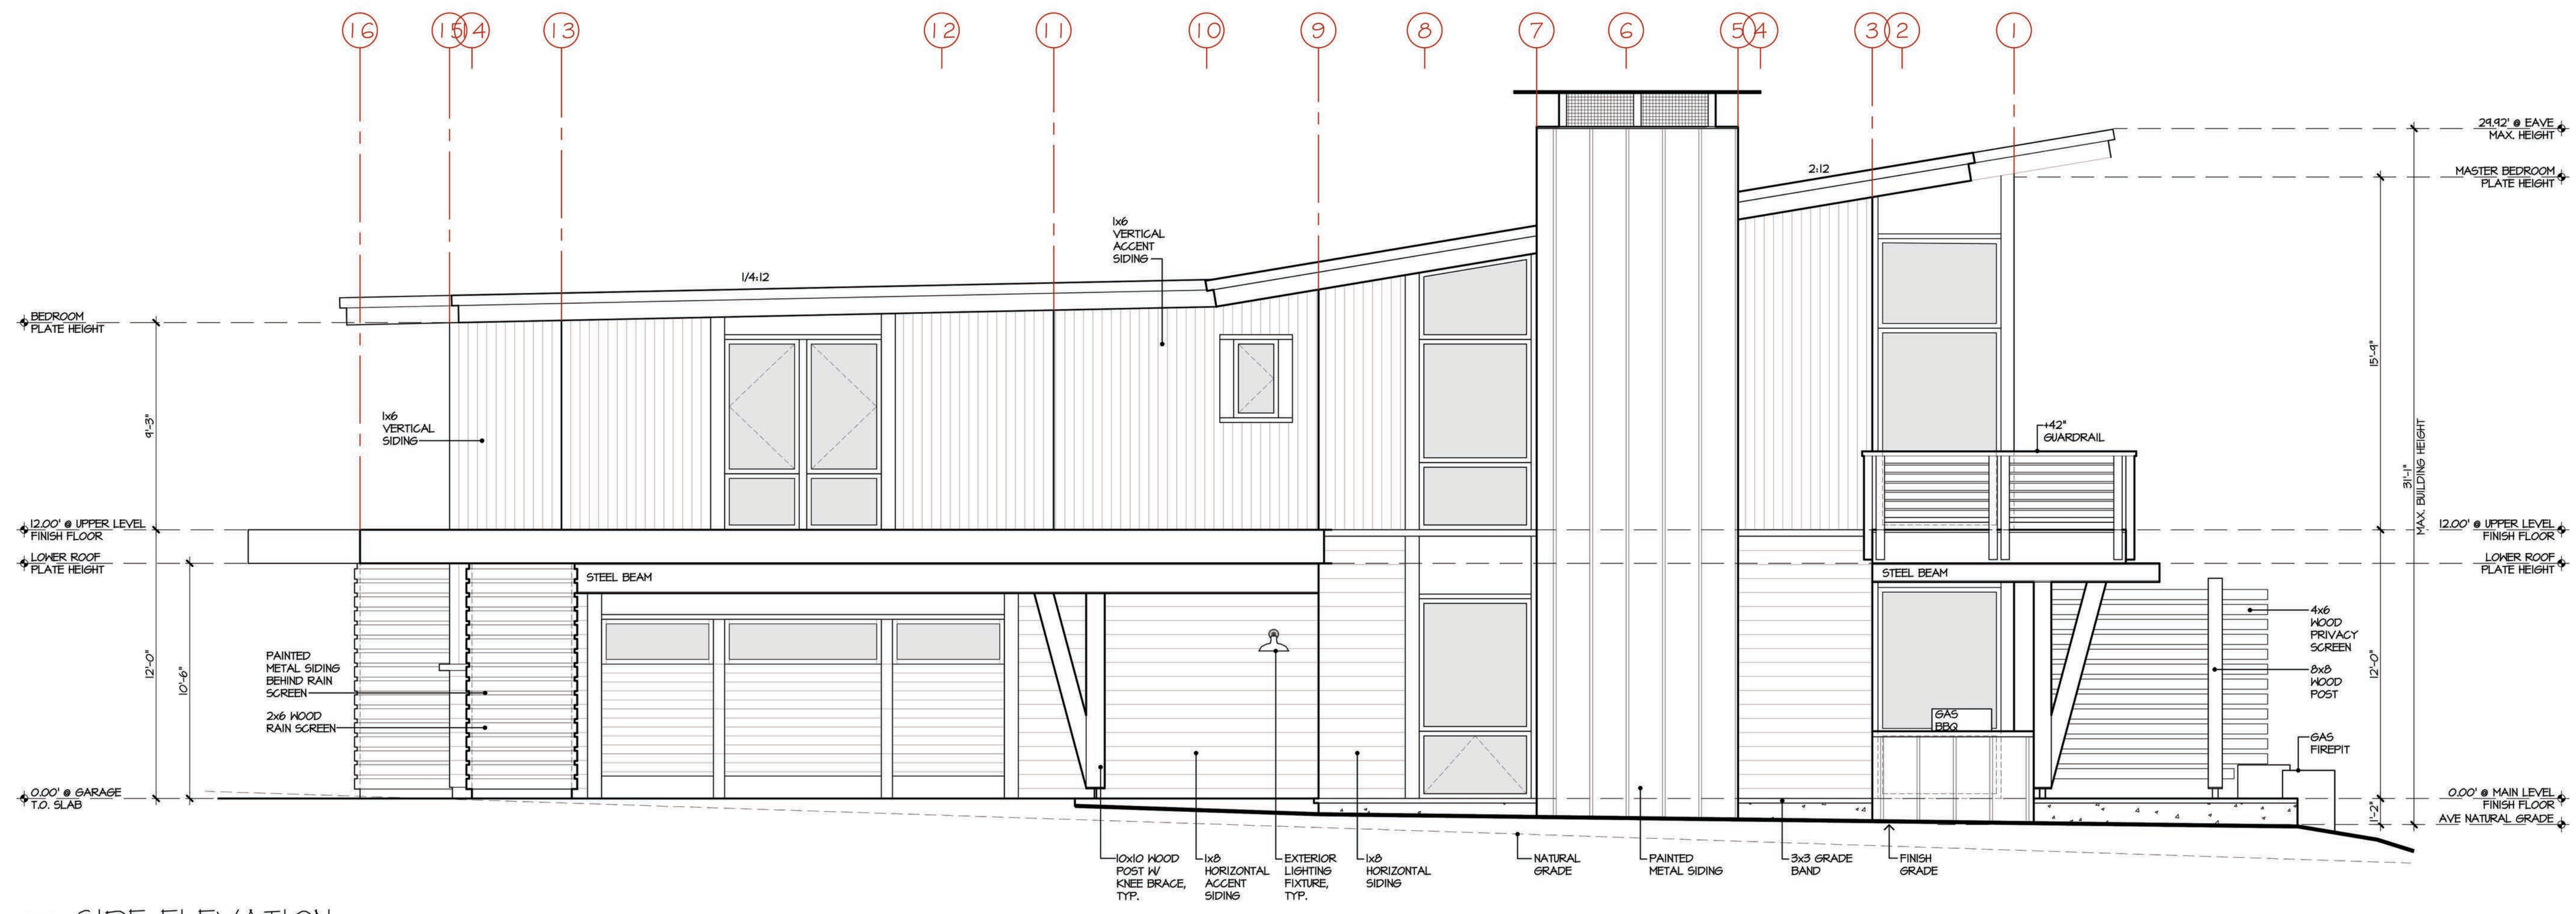 16
15
14
13
12
11
10
9
8
7
6
5
4
3
2
1
29.92' @ EAVE
MAX. HEIGHT
MASTER BEDROOM
PLATE HEIGHT
2:12
1x6
VERTICAL
ACCENT
SIDING
1/4:12
BEDROOM
PLATE HEIGHT
9'-3"
1x6
VERTICAL
SIDING
15'-9"
+42"
GUARDRAIL
31'-1"
MAX. BUILDING HEIGHT
12.00' @ UPPER LEVEL
FINISH FLOOR
LOWER ROOF
PLATE HEIGHT
12.00' @ UPPER LEVEL
FINISH FLOOR
LOWER ROOF
PLATE HEIGHT
STEEL BEAM
STEEL BEAM
12'-0"
10'-6"
PAINTED
METAL SIDING
BEHIND RAIN
SCREEN
2x6 WOOD
RAIN SCREEN
4x6
WOOD
PRIVACY
SCREEN
8x8
WOOD
POST
12'-0"
GAS
BBQ
GAS
FIREPIT
0.00' @ GARAGE
T.O. SLAB
0.00' @ MAIN LEVEL
FINISH FLOOR
AVE NATURAL GRADE
1'-2"
10x10 WOOD
POST W/
KNEE BRACE,
TYP.
1x8
HORIZONTAL
ACCENT
SIDING
EXTERIOR
LIGHTING
FIXTURE,
TYP.
1x8
HORIZONTAL
SIDING
NATURAL
GRADE
PAINTED
METAL SIDING
3x3 GRADE
BAND
FINISH
GRADE
SIDE ELEVATION